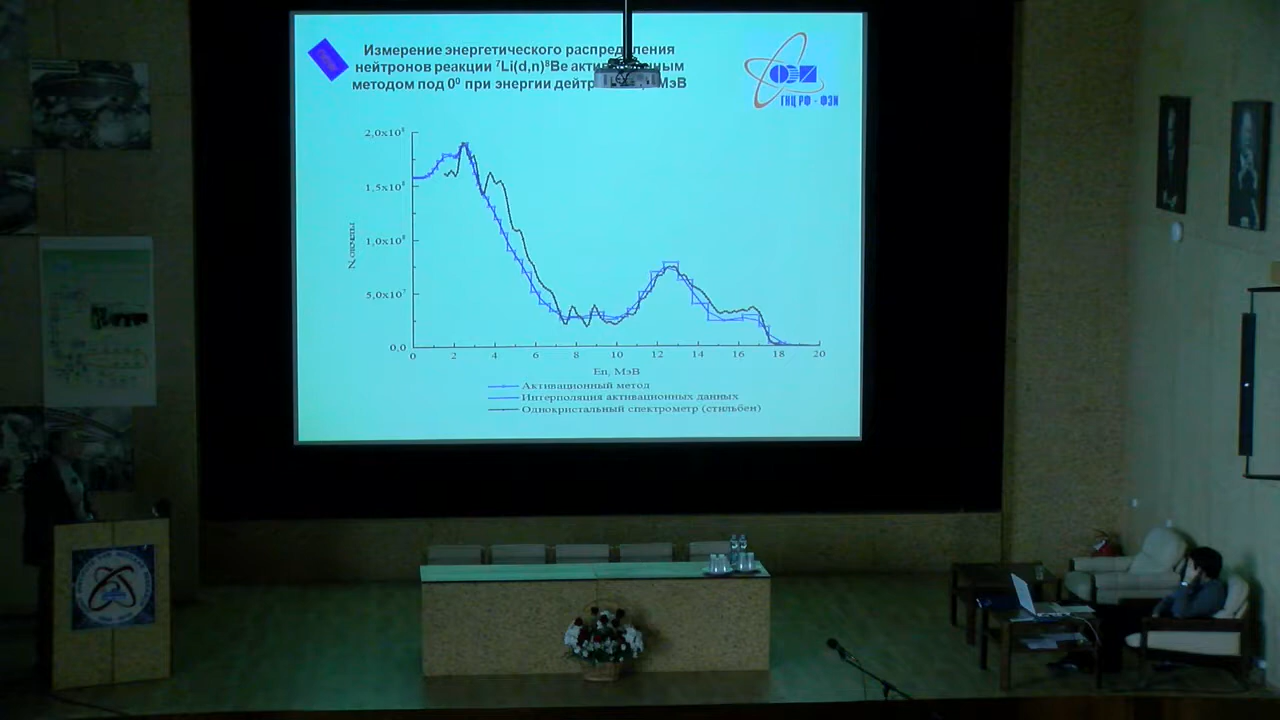 Измерение энергетического распределения
нейтронов реакции ⁷Li(d,n)⁸Be
методом под 0⁰ при энергии МэВ
ФЭИ
ГНЦ РФ - ФЭИ
2,0x10⁸
1,5x10⁸
1,0x10⁸
5,0x10⁷
0,0
0 2 4 6 8 10 12 14 16 18 20
En, МэВ
Активационный метод
Интерполяция активационных данных
Однокристальный спектрометр (стильбен)